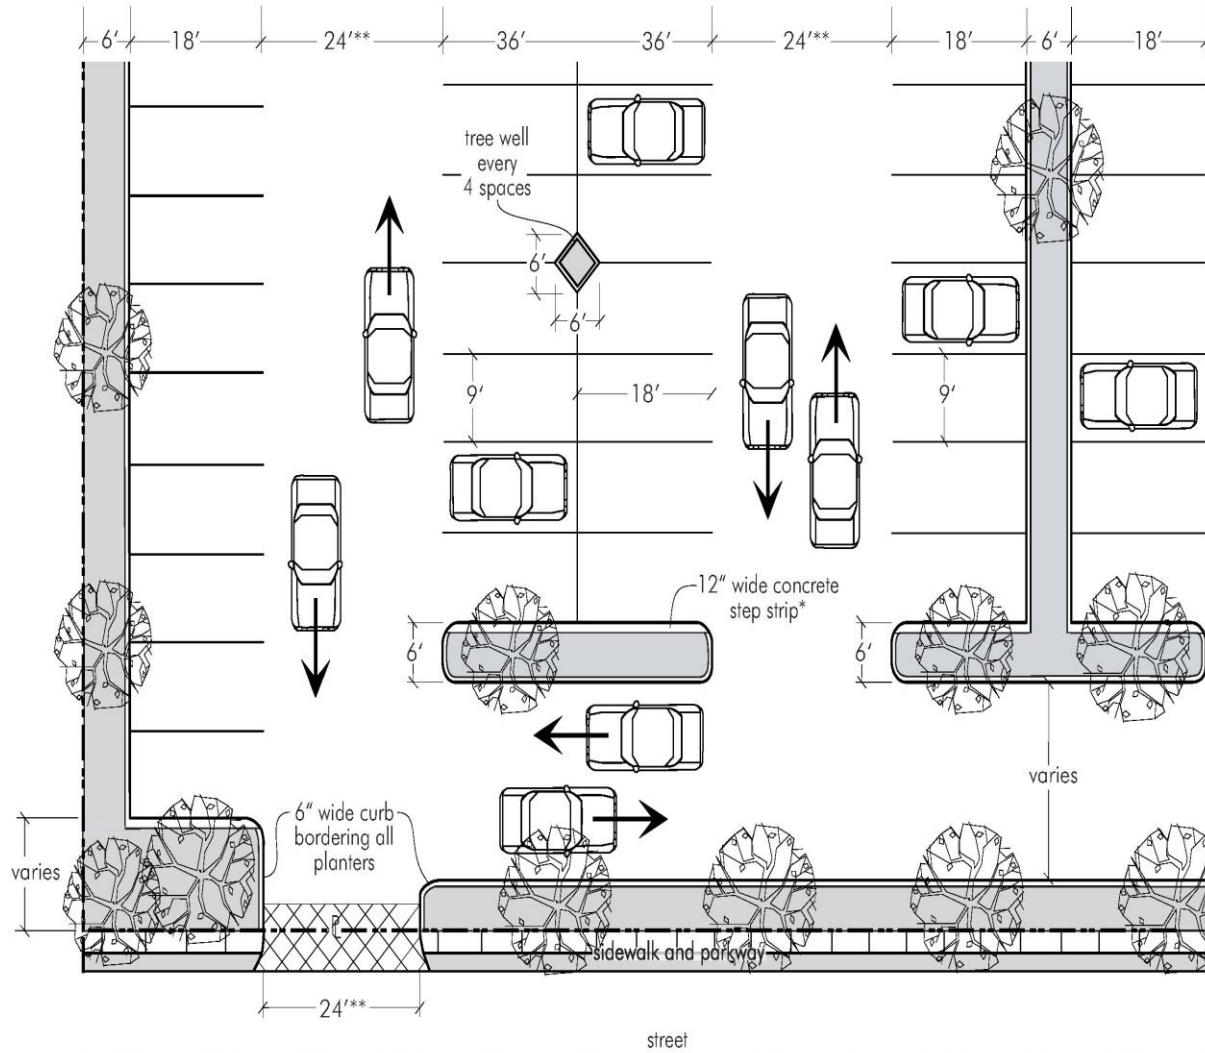 6'
18'
24'**
36'
36'
24'**
18'
6'
18'
tree well
every
4 spaces
6'
6'
9'
18'
9'
12" wide concrete
step strip*
6'
6'
varies
6" wide curb
bordering all
planters
varies
sidewalk and parkway
24'**
street